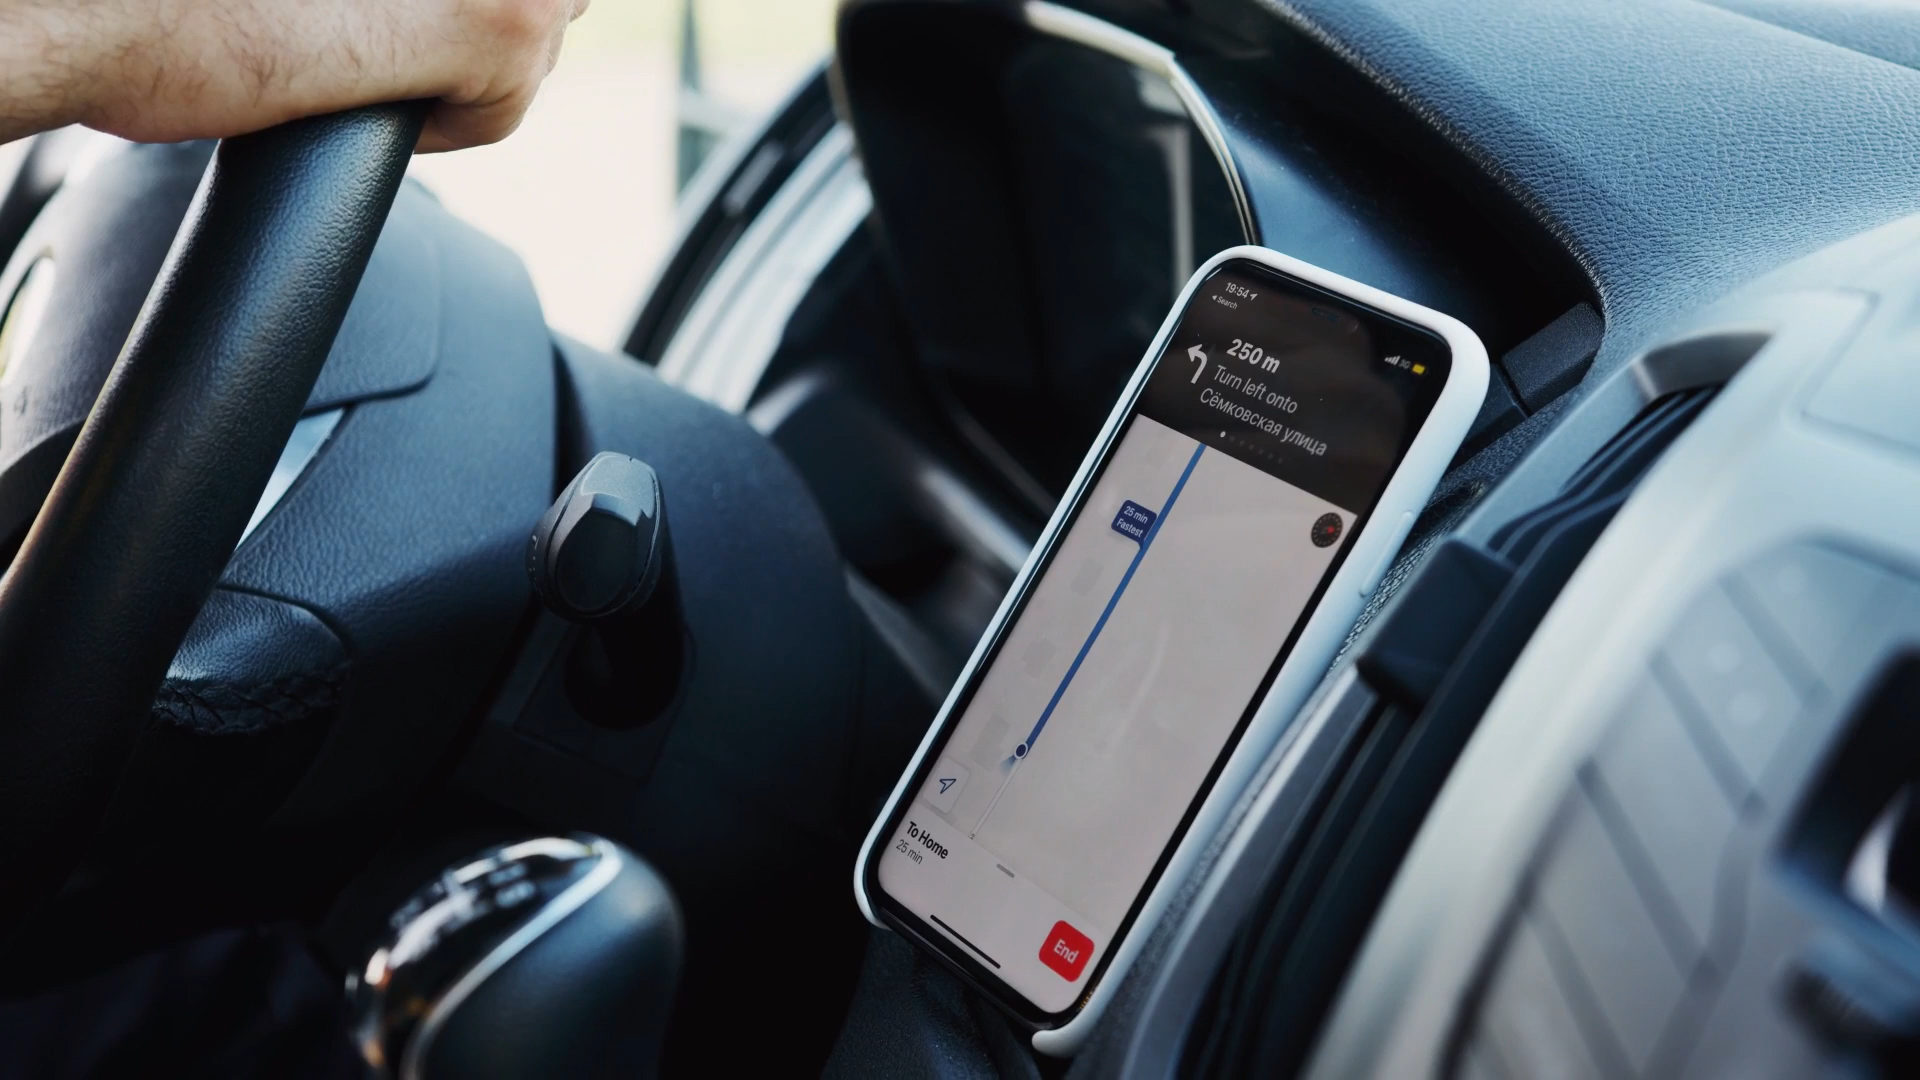 19:54
Search
250 m
Turn left onto
Сёмковская улица
25 min
Fastest
To Home
25 min
End